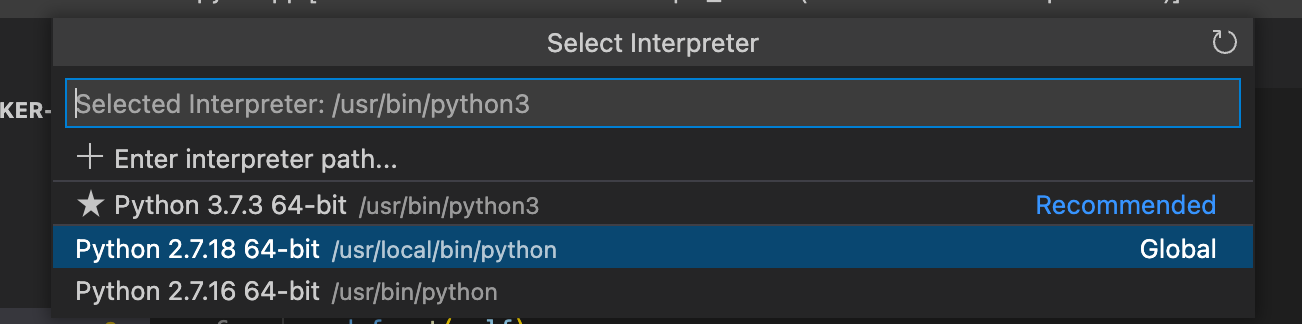 Select Interpreter
Selected Interpreter: /usr/bin/python3
KER-
Enter interpreter path...
Python 3.7.3 64-bit /usr/bin/python3 Recommended
Python 2.7.18 64-bit /usr/local/bin/python Global
Python 2.7.16 64-bit /usr/bin/python